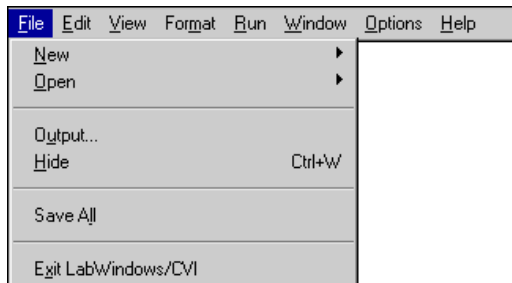 File Edit View Format Run Window Options Help
New
Open
Output...
Hide Ctrl+W
Save All
Exit LabWindows/CVI